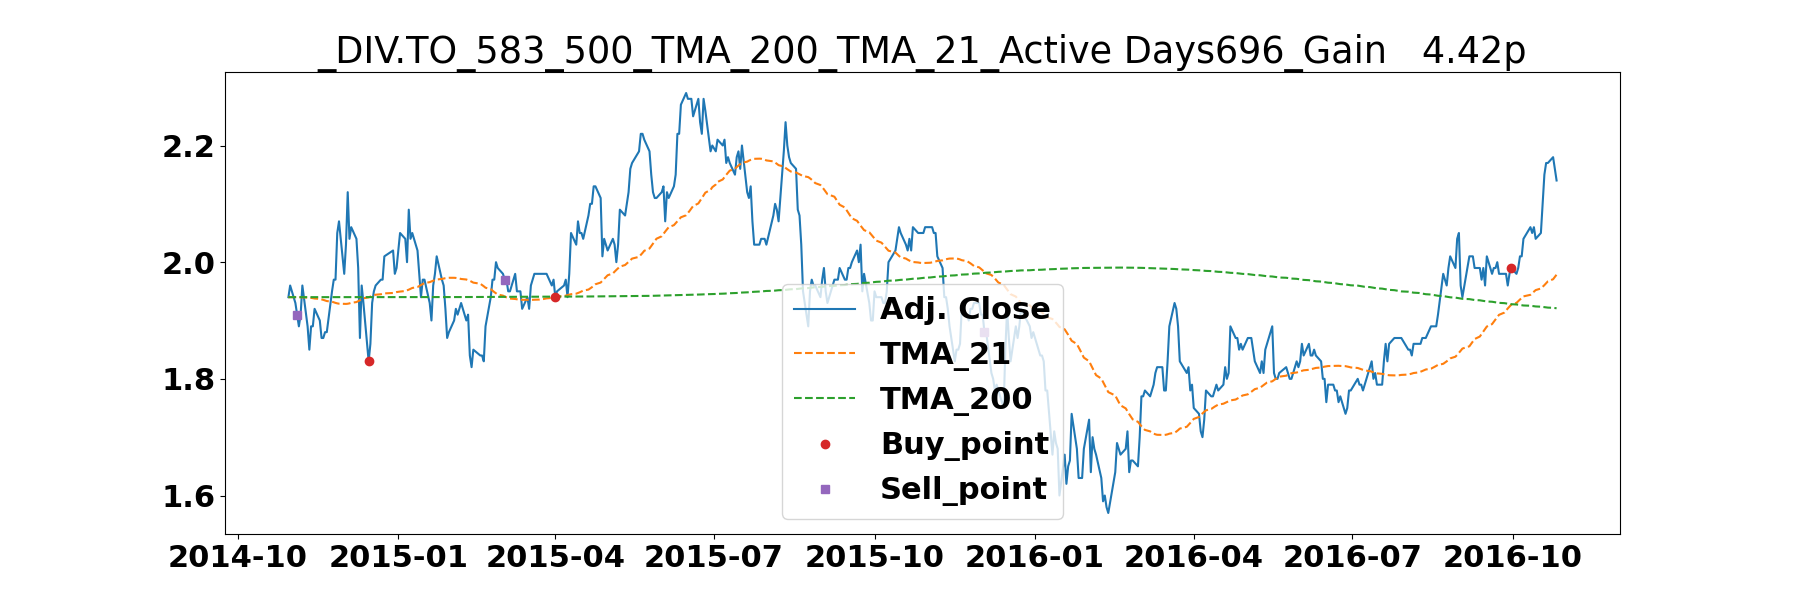 _DIV.TO_583_500_TMA_200_TMA_21_Active Days696_Gain   4.42p
2.2
2.0
1.8
1.6
Adj. Close
TMA_21
TMA_200
Buy_point
Sell_point
2014-10 2015-01 2015-04 2015-07 2015-10 2016-01 2016-04 2016-07 2016-10